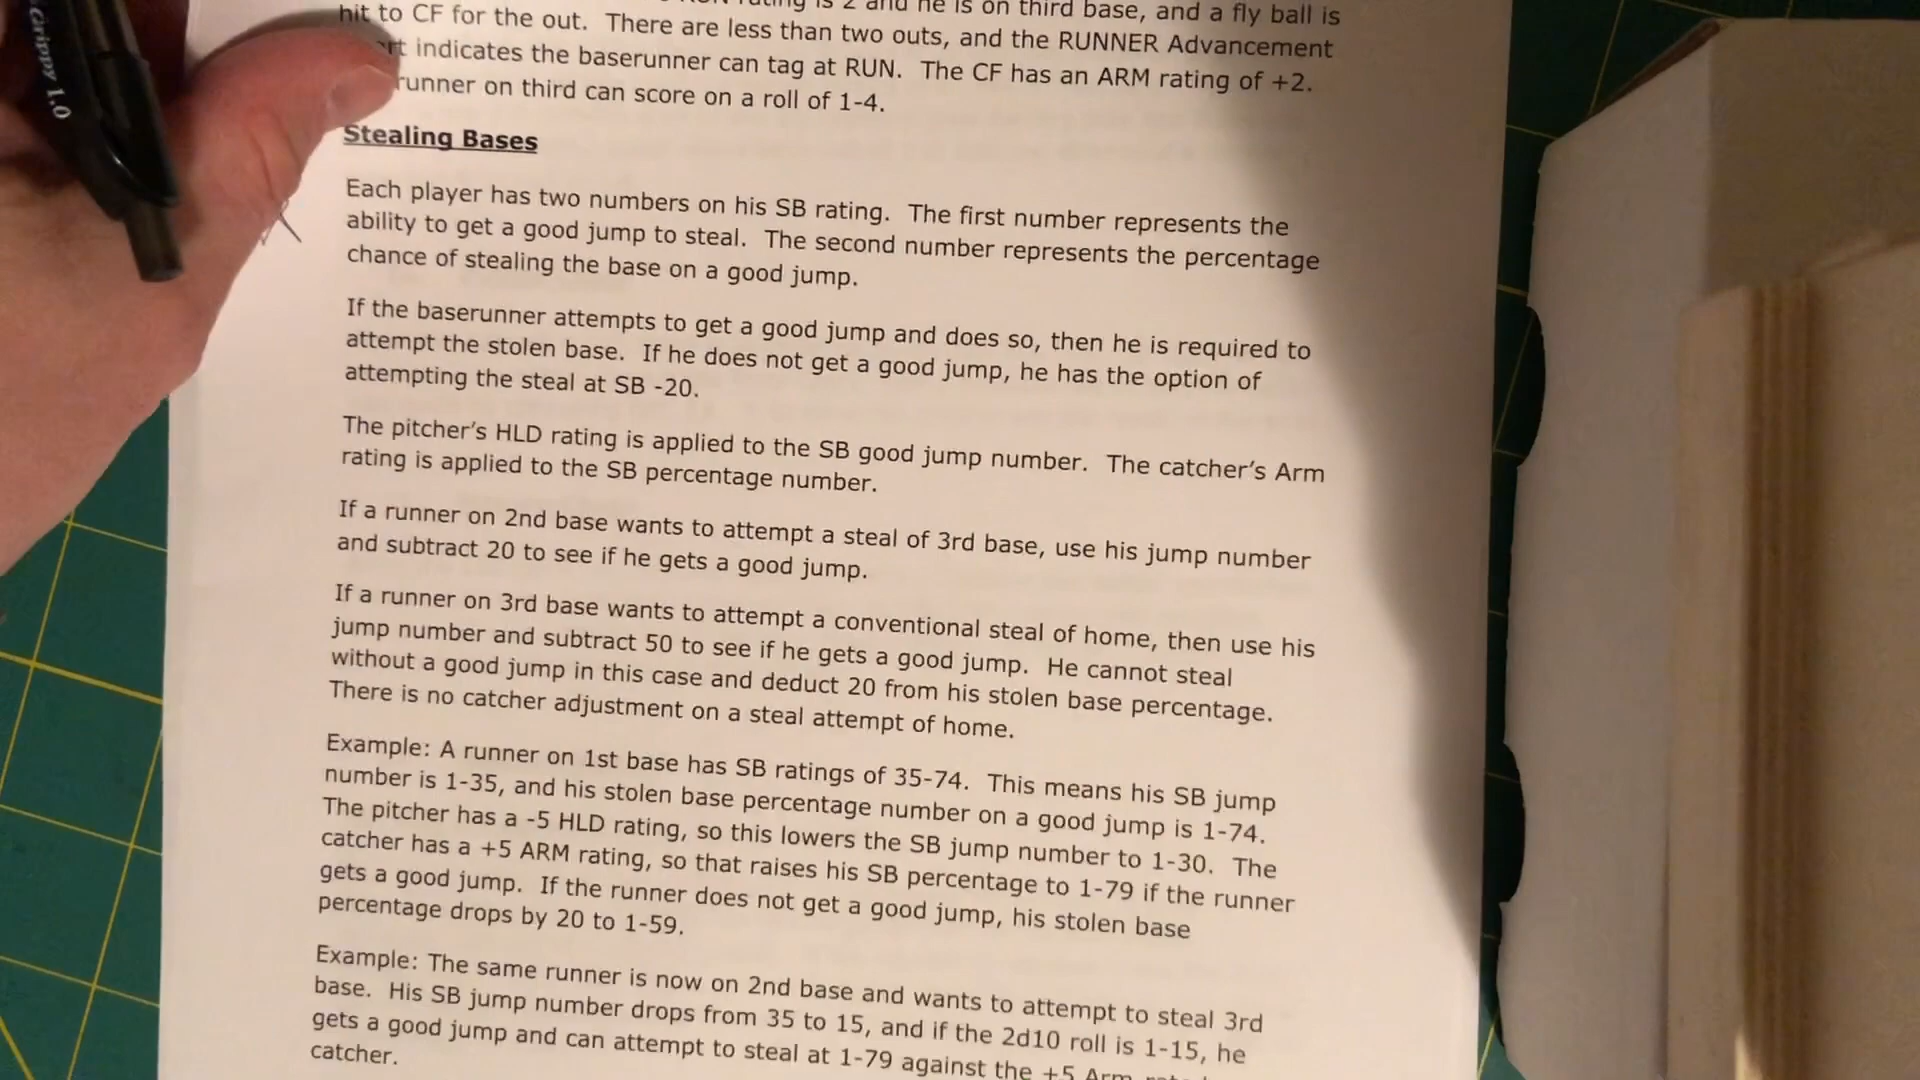 Grippy 1.0
rating is 2 and he is on third base, and a fly ball is
hit to CF for the out. There are less than two outs, and the RUNNER Advancement
indicates the baserunner can tag at RUN. The CF has an ARM rating of +2.
runner on third can score on a roll of 1-4.
Stealing Bases
Each player has two numbers on his SB rating. The first number represents the
ability to get a good jump to steal. The second number represents the percentage
chance of stealing the base on a good jump.
If the baserunner attempts to get a good jump and does so, then he is required to
attempt the stolen base. If he does not get a good jump, he has the option of
attempting the steal at SB -20.
The pitcher's HLD rating is applied to the SB good jump number. The catcher's Arm
rating is applied to the SB percentage number.
If a runner on 2nd base wants to attempt a steal of 3rd base, use his jump number
and subtract 20 to see if he gets a good jump.
If a runner on 3rd base wants to attempt a conventional steal of home, then use his
jump number and subtract 50 to see if he gets a good jump. He cannot steal
without a good jump in this case and deduct 20 from his stolen base percentage.
There is no catcher adjustment on a steal attempt of home.
Example: A runner on 1st base has SB ratings of 35-74. This means his SB jump
number is 1-35, and his stolen base percentage number on a good jump is 1-74.
The pitcher has a -5 HLD rating, so this lowers the SB jump number to 1-30. The
catcher has a +5 ARM rating, so that raises his SB percentage to 1-79 if the runner
gets a good jump. If the runner does not get a good jump, his stolen base
percentage drops by 20 to 1-59.
Example: The same runner is now on 2nd base and wants to attempt to steal 3rd
base. His SB jump number drops from 35 to 15, and if the 2d10 roll is 1-15, he
gets a good jump and can attempt to steal at 1-79 against the +5 Arm
catcher.